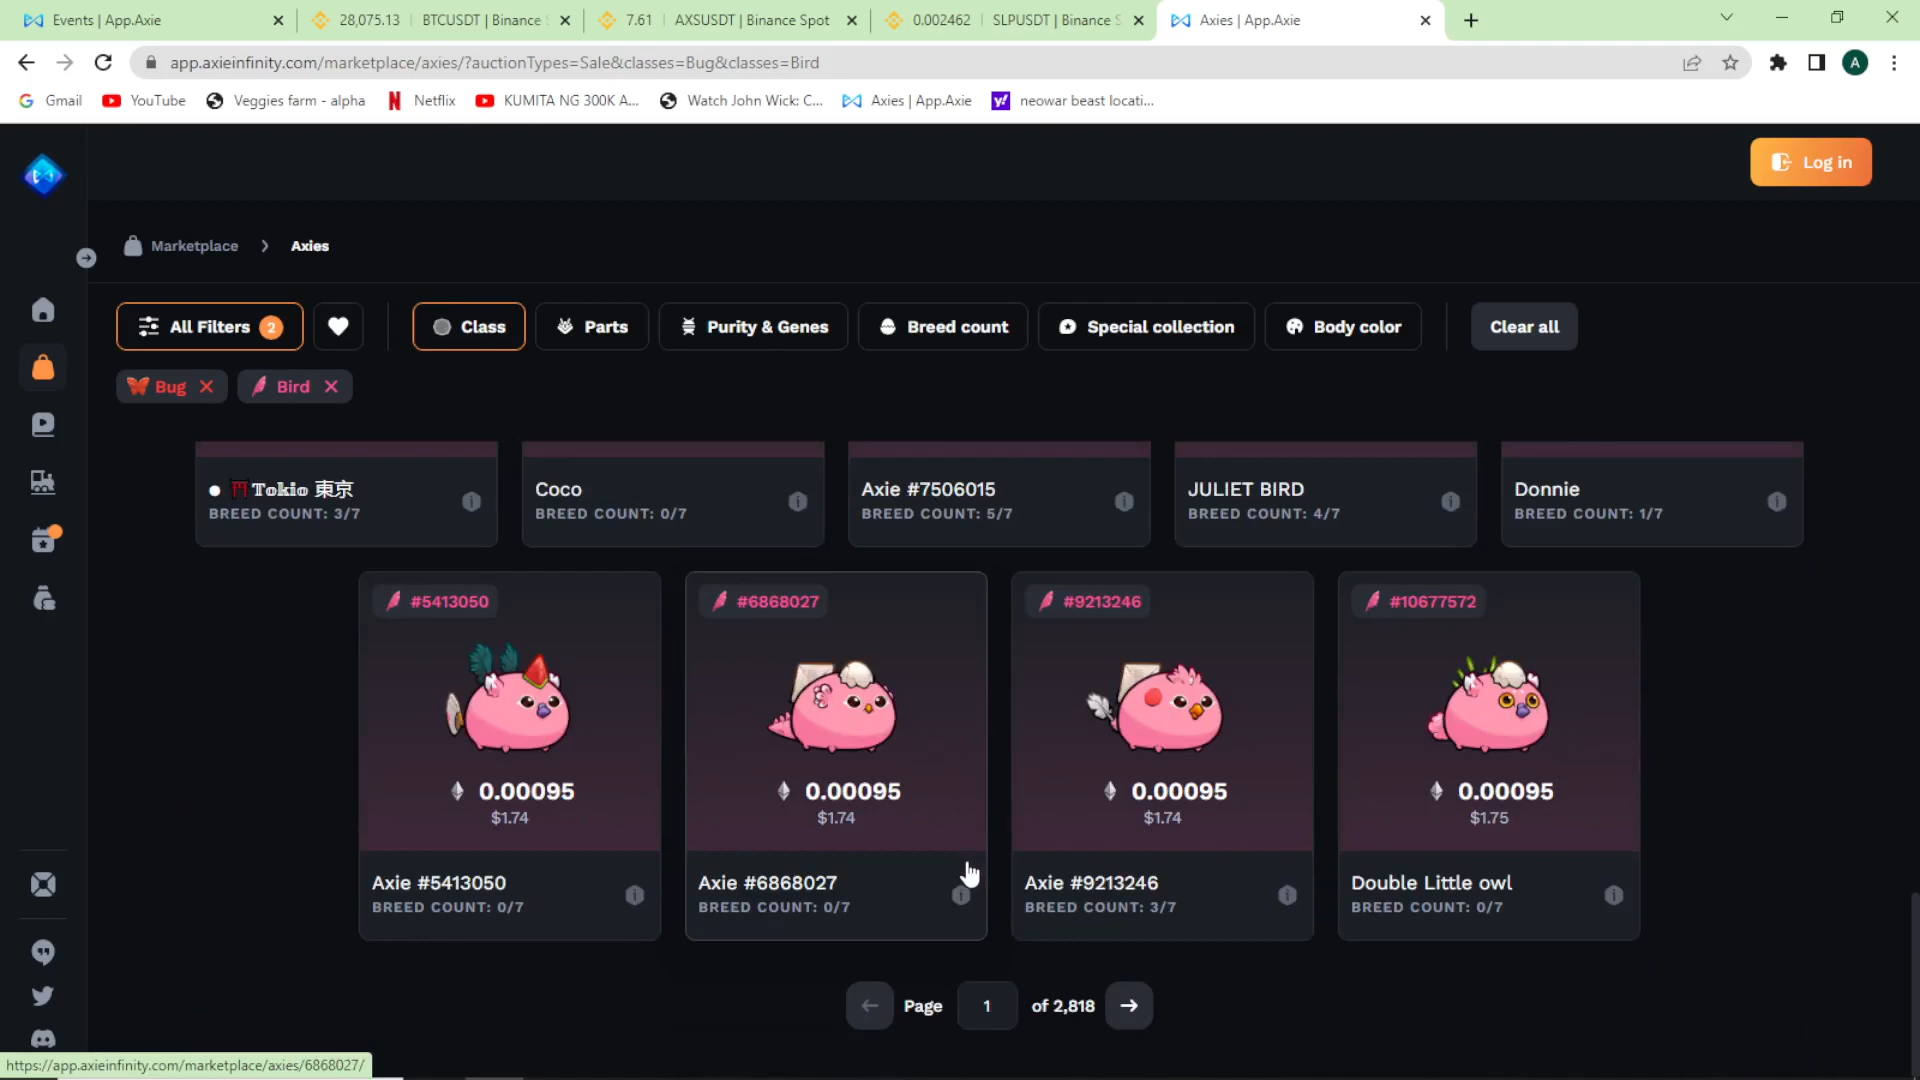 Events | App.Axie
28,075.13 | BTCUSDT | Binance S
7.61 | AXSUSDT | Binance Spot
0.002462 | SLPUSDT | Binance S
Axies | App.Axie
app.axieinfinity.com/marketplace/axies/?auctionTypes=Sale&classes=Bug&classes=Bird
A
Gmail
YouTube
Veggies farm - alpha
Netflix
KUMITA NG 300K A...
Watch John Wick: C...
Axies | App.Axie
neowar beast locati...
Log in
Marketplace
Axies
All Filters 2
Class
Parts
Purity & Genes
Breed count
Special collection
Body color
Clear all
Bug
Bird
Tokio 東京
BREED COUNT: 3/7
Coco
BREED COUNT: 0/7
Axie #7506015
BREED COUNT: 5/7
JULIET BIRD
BREED COUNT: 4/7
Donnie
BREED COUNT: 1/7
#5413050
0.00095
$1.74
Axie #5413050
BREED COUNT: 0/7
#6868027
0.00095
$1.74
Axie #6868027
BREED COUNT: 0/7
#9213246
0.00095
$1.74
Axie #9213246
BREED COUNT: 3/7
#10677572
0.00095
$1.75
Double Little owl
BREED COUNT: 0/7
Page 1 of 2,818
https://app.axieinfinity.com/marketplace/axies/6868027/